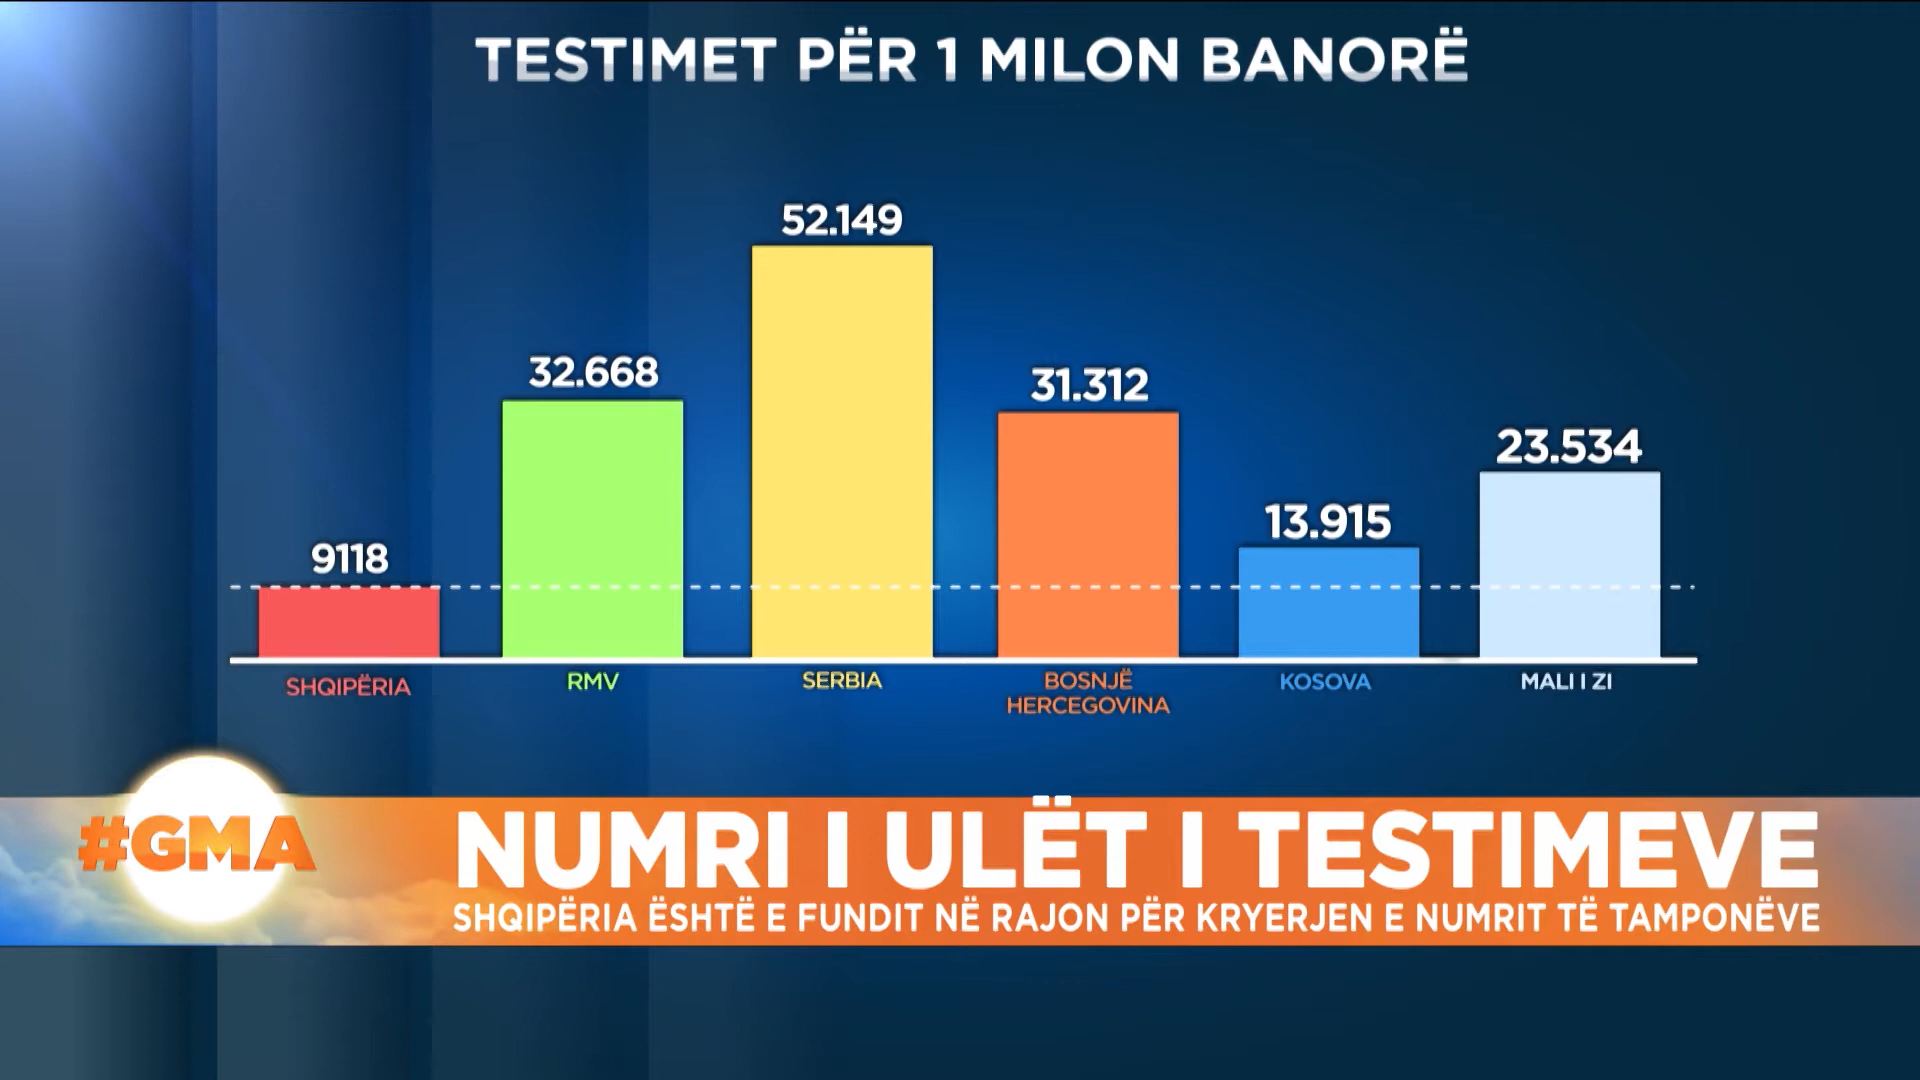 TESTIMET PËR 1 MILON BANORË
52.149
32.668
31.312
23.534
13.915
9118
SHQIPËRIA
RMV
SERBIA
BOSNJË
HERCEGOVINA
KOSOVA
MALI I ZI
#GMA
NUMRI I ULËT I TESTIMEVE
SHQIPËRIA ËSHTË E FUNDIT NË RAJON PËR KRYERJEN E NUMRIT TË TAMPONËVE